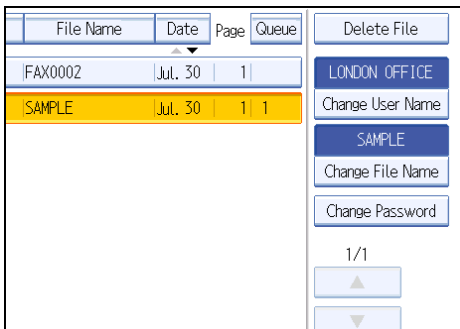 File Name Date Page Queue Delete File
FAX0002 Jul. 30 1 LONDON OFFICE
Change User Name
SAMPLE Jul. 30 1 1
SAMPLE
Change File Name
Change Password
1/1